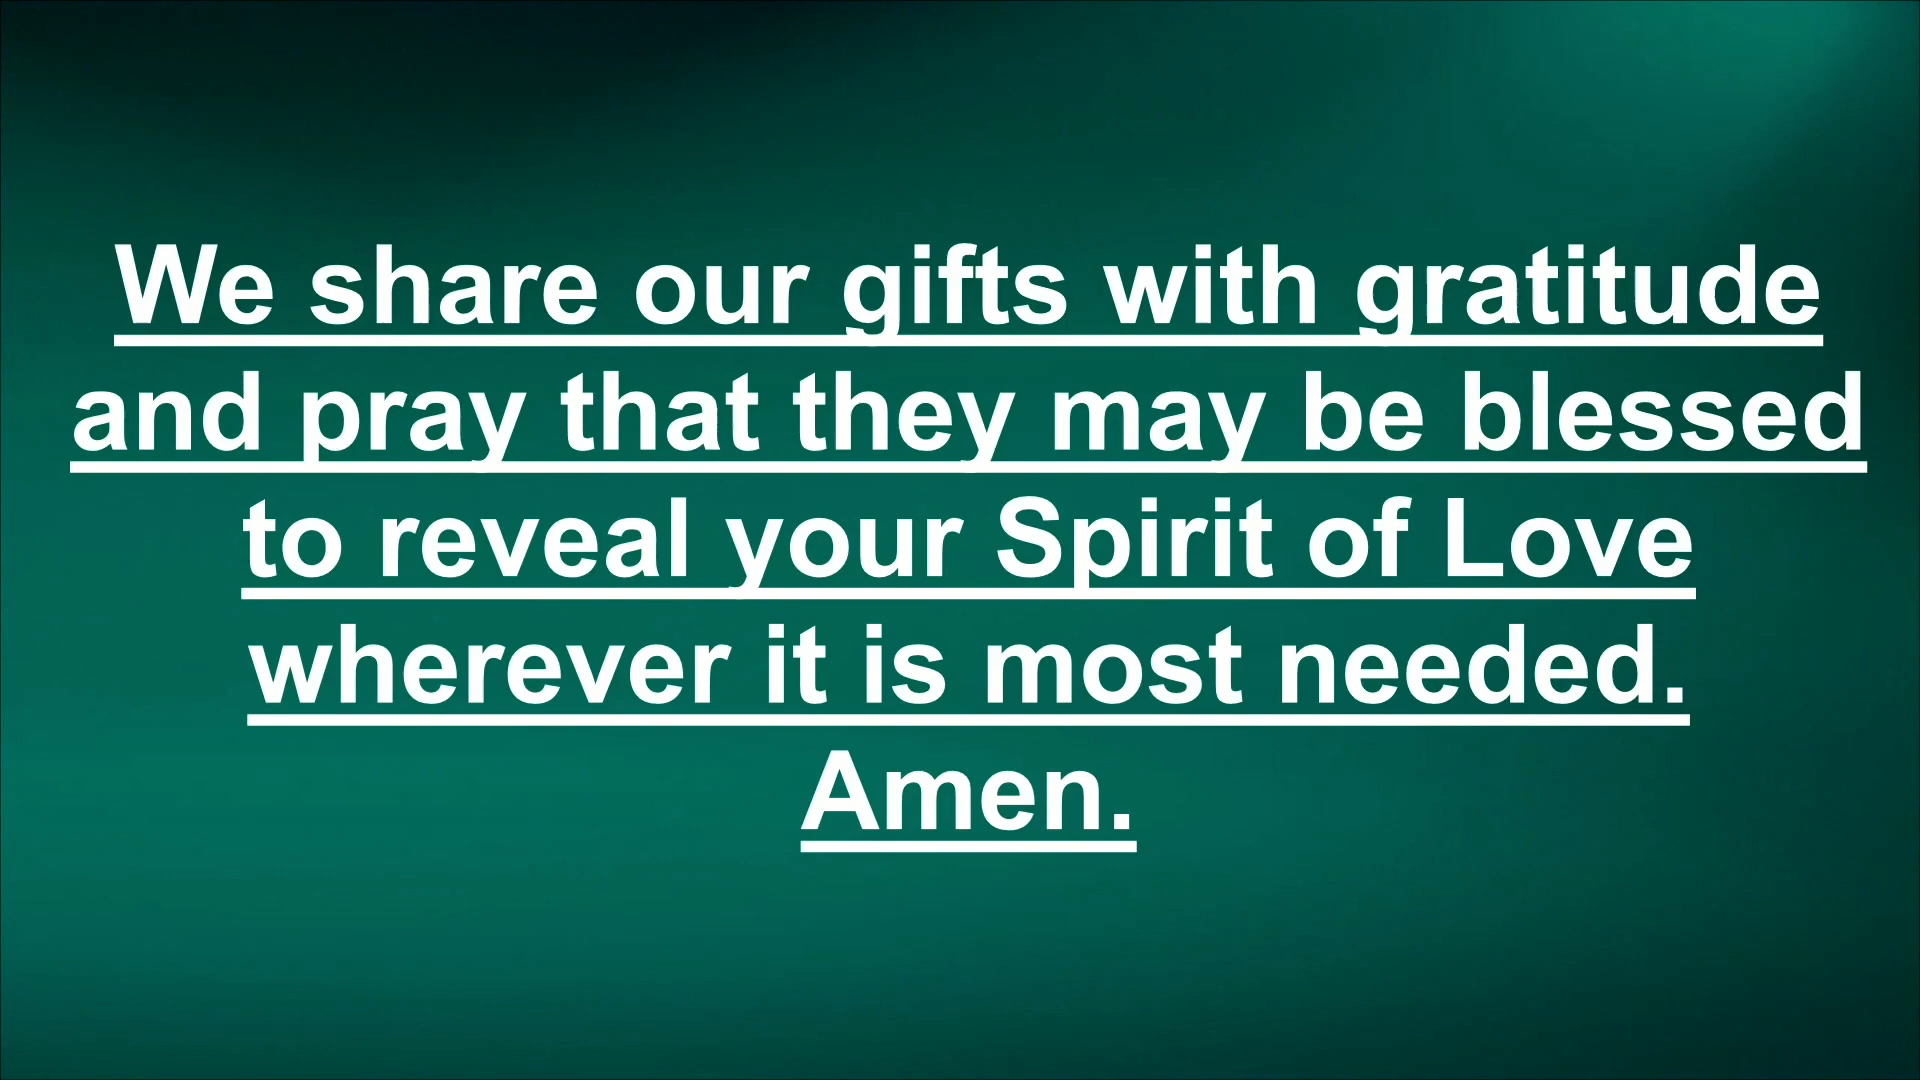 We share our gifts with gratitude
and pray that they may be blessed
to reveal your Spirit of Love
wherever it is most needed.
Amen.